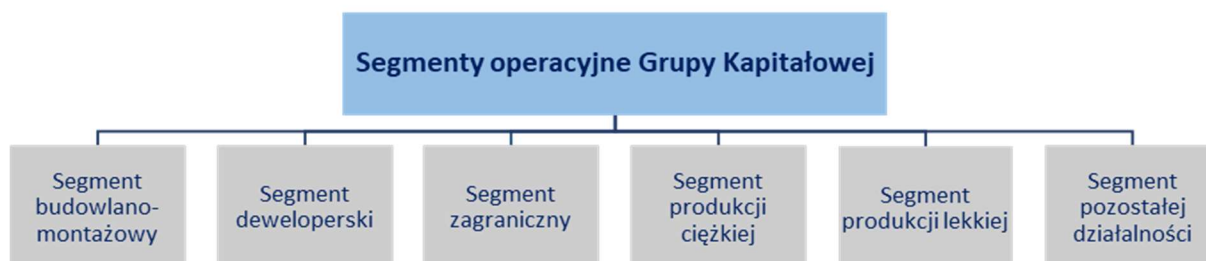 Segmenty operacyjne Grupy Kapitałowej
Segment
budowlano-
montażowy
Segment
deweloperski
Segment
zagraniczny
Segment
produkcji
ciężkiej
Segment
produkcji lekkiej
Segment
pozostałej
działalności